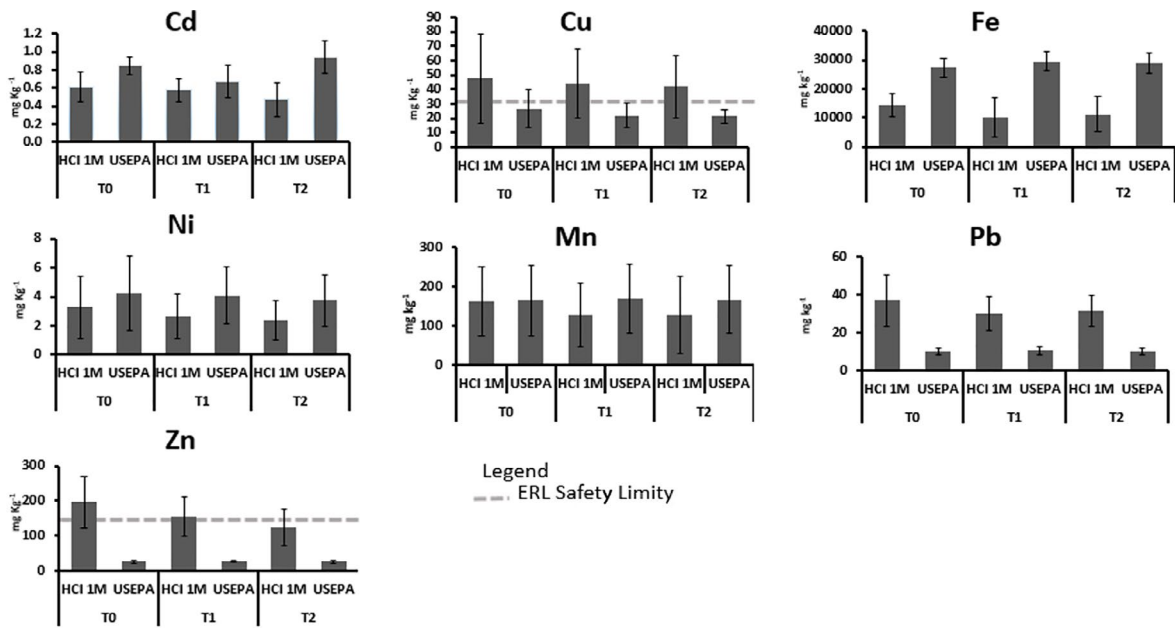 Cd
mg Kg⁻¹
1.2
1.0
0.8
0.6
0.4
0.2
0.0
HCl 1M USEPA HCl 1M USEPA HCl 1M USEPA
T0 T1 T2
Cu
mg Kg⁻¹
90
80
70
60
50
40
30
20
10
0
HCl 1M USEPA HCl 1M USEPA HCl 1M USEPA
T0 T1 T2
Fe
mg kg⁻¹
30000
20000
10000
0
HCl 1M USEPA HCl 1M USEPA HCl 1M USEPA
T0 T1 T2
Ni
mg Kg⁻¹
8
6
4
2
0
HCl 1M USEPA HCl 1M USEPA HCl 1M USEPA
T0 T1 T2
Mn
mg kg⁻¹
300
200
100
0
HCl 1M USEPA HCl 1M USEPA HCl 1M USEPA
T0 T1 T2
Pb
mg kg⁻¹
60
40
20
0
HCl 1M USEPA HCl 1M USEPA HCl 1M USEPA
T0 T1 T2
Zn
mg Kg⁻¹
300
200
100
0
HCl 1M USEPA HCl 1M USEPA HCl 1M USEPA
T0 T1 T2
Legend
ERL Safety Limity